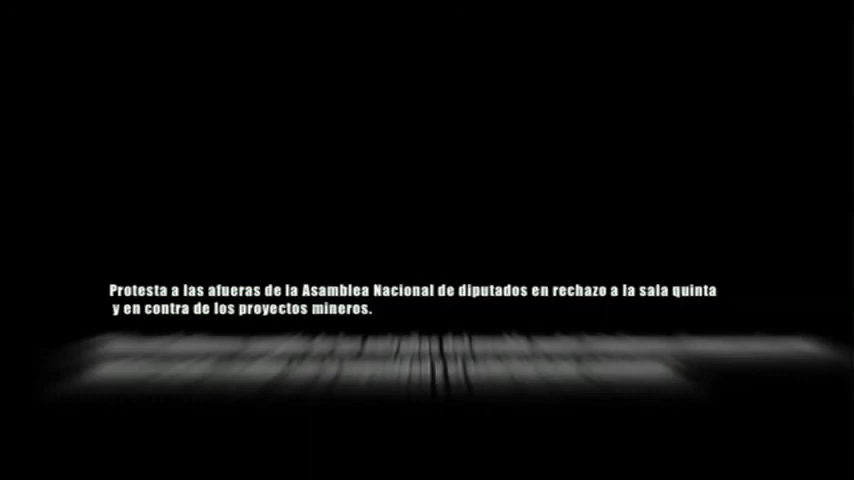 Protesta a las afueras de la Asamblea Nacional de diputados en rechazo a la sala quinta
y en contra de los proyectos mineros.